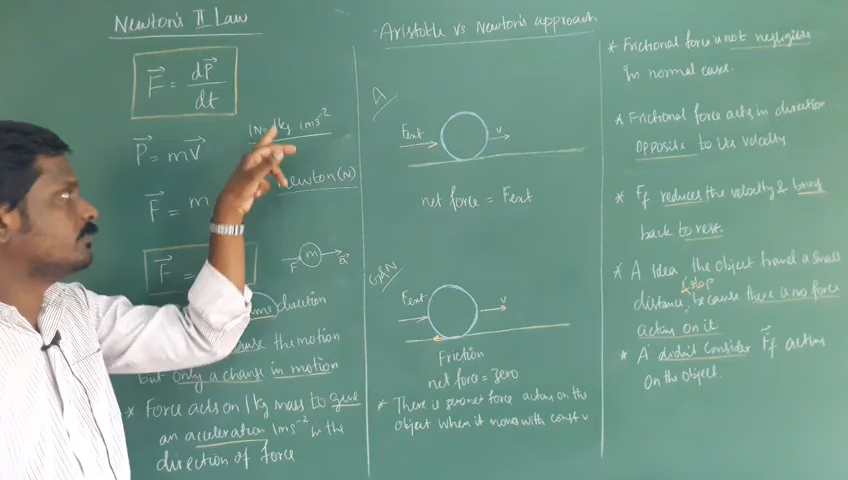 Newton's II Law
F⃗ = dP⃗/dt
1N = 1kg 1ms⁻²
P⃗ = mV⃗
Newton(N)
F⃗ = m
F⃗ =
F m a⃗
direction
the motion
but only a change in motion
* Force acts on 1kg mass to give
an acceleration 1ms⁻² in the
direction of Force
Aristotle vs Newton's approach
A
Fext v
net force = Fext
G&N
Fext v
Friction
net force = zero
* There is zero net force acting on the
object when it moves with const v
* Frictional force is not negligible
in normal cases.
* Frictional force acts in direction
opposite to its velocity
* Ff reduces the velocity & bring
back to rest.
* A idea the object travel a small
distance & stop because there is no force
acting on it
* A didn't consider F⃗f acting
on the object.